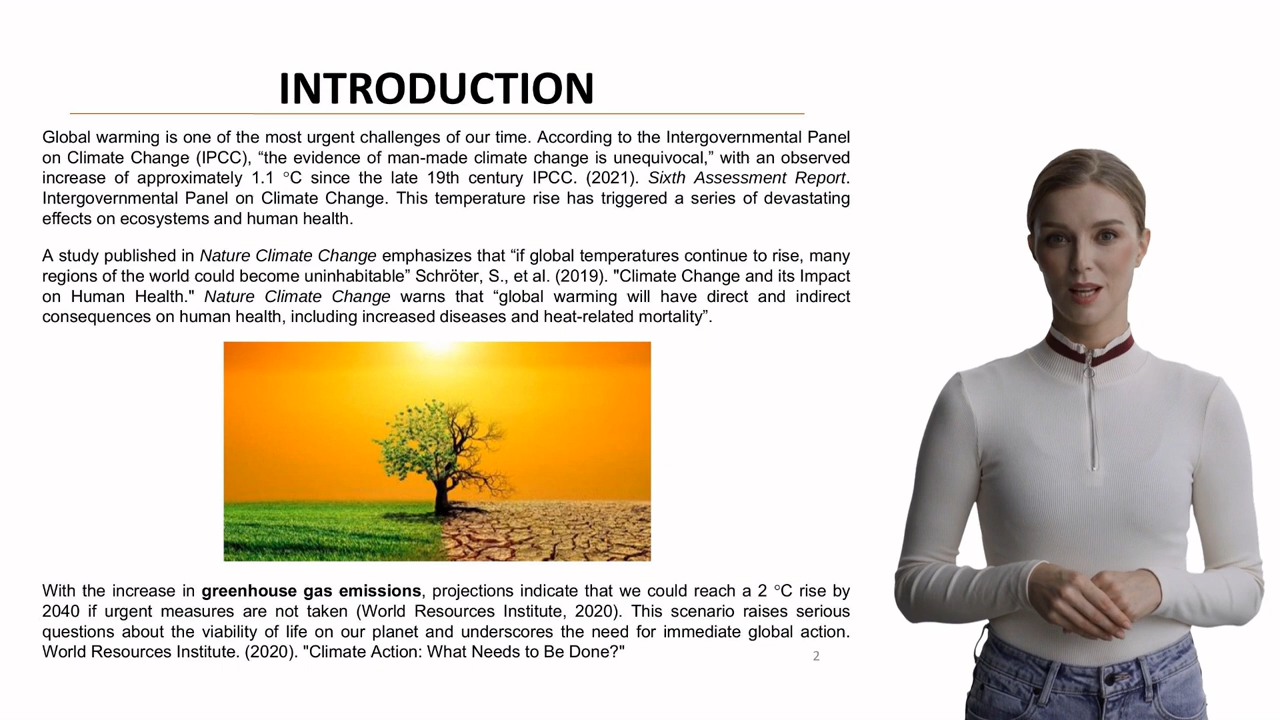 INTRODUCTION
Global warming is one of the most urgent challenges of our time. According to the Intergovernmental Panel
on Climate Change (IPCC), “the evidence of man-made climate change is unequivocal,” with an observed
increase of approximately 1.1 °C since the late 19th century IPCC. (2021). Sixth Assessment Report.
Intergovernmental Panel on Climate Change. This temperature rise has triggered a series of devastating
effects on ecosystems and human health.
A study published in Nature Climate Change emphasizes that “if global temperatures continue to rise, many
regions of the world could become uninhabitable” Schröter, S., et al. (2019). "Climate Change and its Impact
on Human Health." Nature Climate Change warns that “global warming will have direct and indirect
consequences on human health, including increased diseases and heat-related mortality”.
With the increase in greenhouse gas emissions, projections indicate that we could reach a 2 °C rise by
2040 if urgent measures are not taken (World Resources Institute, 2020). This scenario raises serious
questions about the viability of life on our planet and underscores the need for immediate global action.
World Resources Institute. (2020). "Climate Action: What Needs to Be Done?"
2